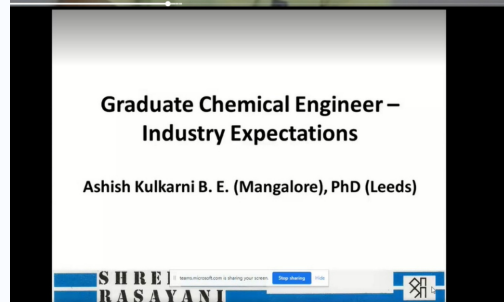 Graduate Chemical Engineer –
Industry Expectations
Ashish Kulkarni B. E. (Mangalore), PhD (Leeds)
teams.microsoft.com is sharing your screen.
Stop sharing
Hide
RASAYANI
श्री